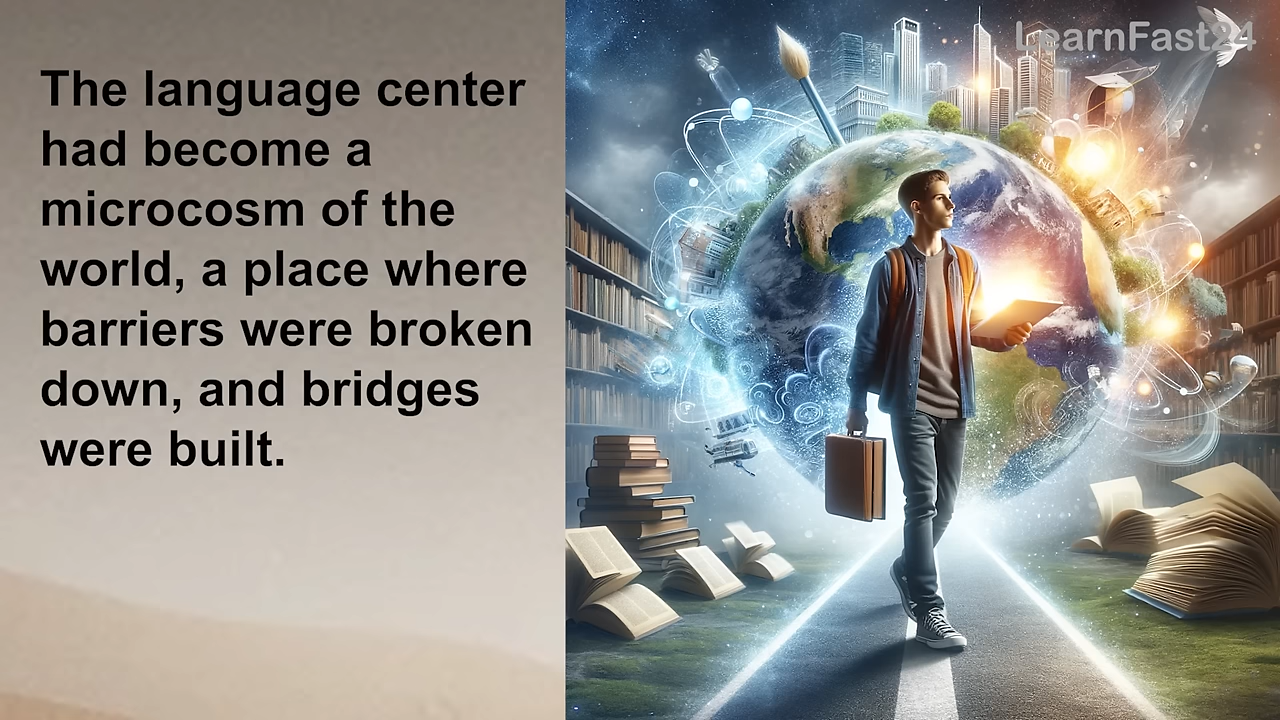 The language center
had become a
microcosm of the
world, a place where
barriers were broken
down, and bridges
were built.
LearnFast24